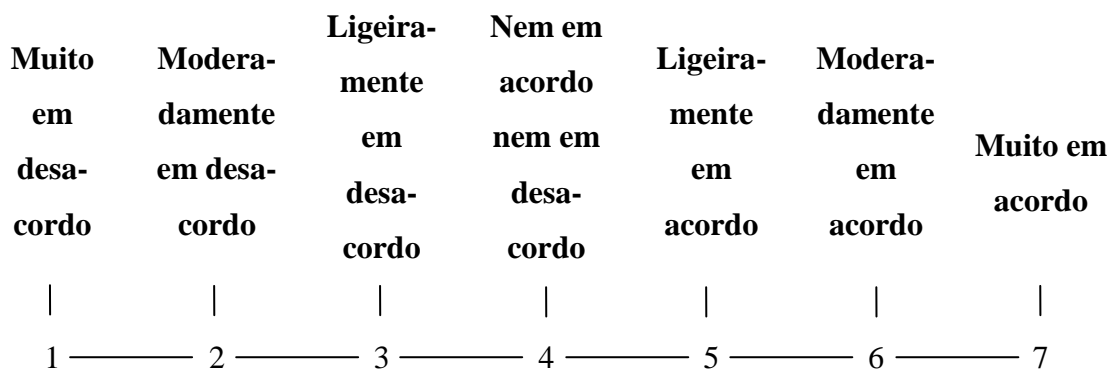 Muito
em
desa-
cordo
Modera-
damente
em desa-
cordo
Ligeira-
mente
em
desa-
cordo
Nem em
acordo
nem em
desa-
cordo
Ligeira-
mente
em
acordo
Modera-
damente
em
acordo
Muito em
acordo
1 2 3 4 5 6 7